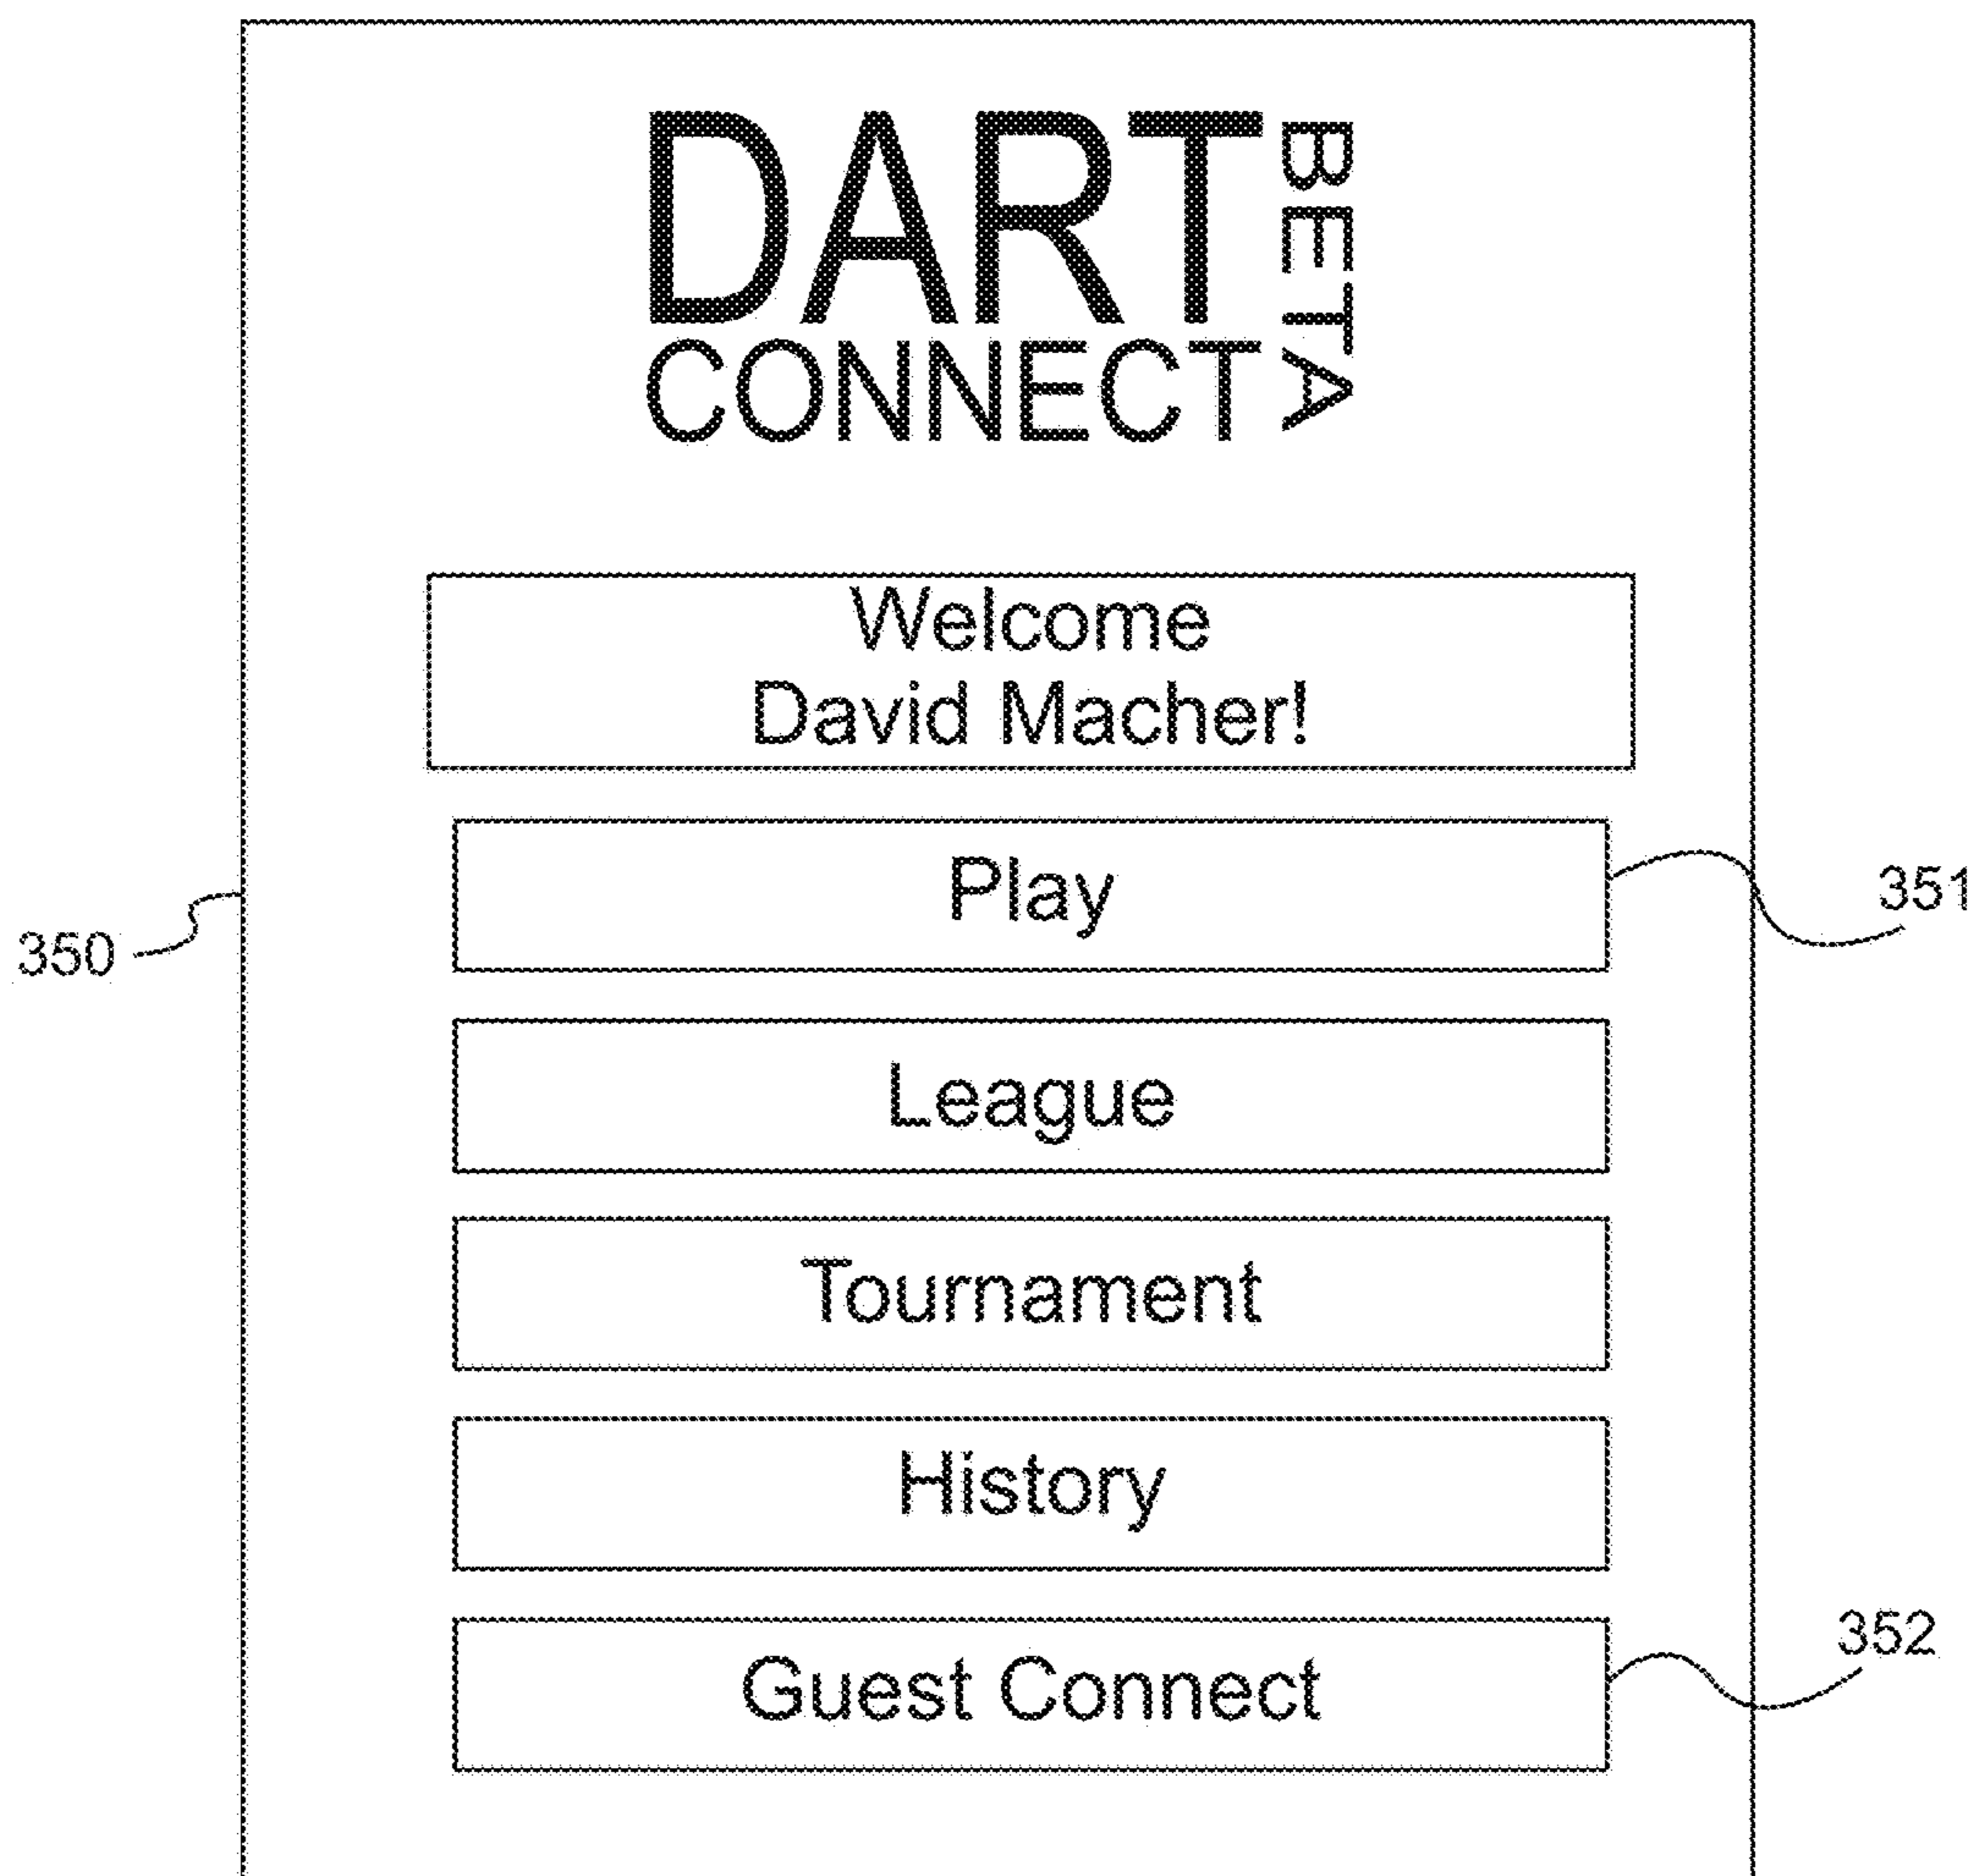 DART
BETA
CONNECT
Welcome
David Macher!
Play
351
350
League
Tournament
History
352
Guest Connect